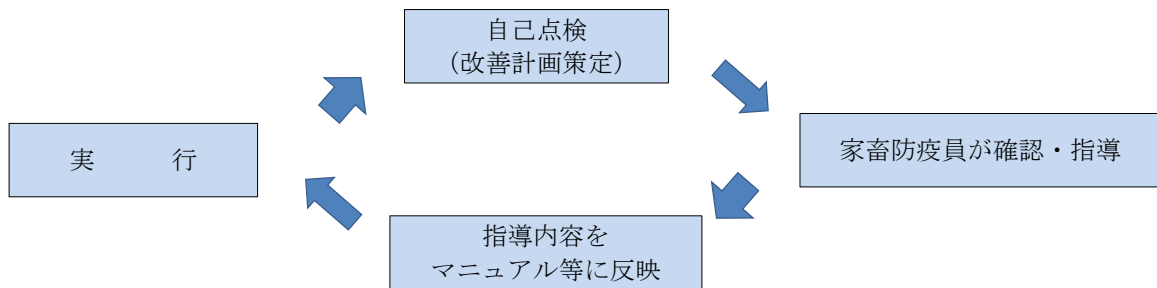 自己点検
(改善計画策定)
実　　　行
家畜防疫員が確認・指導
指導内容を
マニュアル等に反映